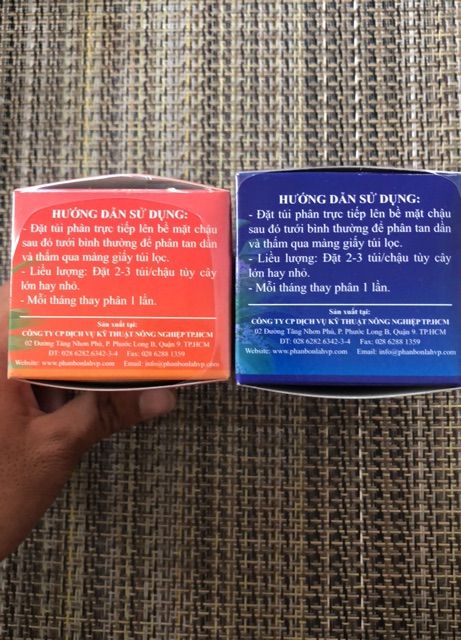 HƯỚNG DẪN SỬ DỤNG:
- Đặt túi phân trực tiếp lên bề mặt chậu
sau đó tưới bình thường để phân tan dần
và thấm qua màng giấy túi lọc.
- Liều lượng: Đặt 2-3 túi/chậu tùy cây
lớn hay nhỏ.
- Mỗi tháng thay phân 1 lần.
Sản xuất tại:
CÔNG TY CP DỊCH VỤ KỸ THUẬT NÔNG NGHIỆP TP.HCM
02 Đường Tăng Nhơn Phú, P. Phước Long B, Quận 9. TP.HCM
ĐT: 028 6282.6342-3-4 Fax: 028 6288 1359
Website: www.phanbonlahvp.com Email: info@phanbonlahvp.com
HƯỚNG DẪN SỬ DỤNG:
- Đặt túi phân trực tiếp lên bề mặt chậu
sau đó tưới bình thường để phân tan dần
và thấm qua màng giấy túi lọc.
- Liều lượng: Đặt 2-3 túi/chậu tùy cây
lớn hay nhỏ.
- Mỗi tháng thay phân 1 lần.
Sản xuất tại:
CÔNG TY CP DỊCH VỤ KỸ THUẬT NÔNG NGHIỆP TP.HCM
02 Đường Tăng Nhơn Phú, P. Phước Long B, Quận 9. TP.HCM
ĐT: 028 6282.6342-3-4 Fax: 028 6288 1359
Website: www.phanbonlahvp.com Email: info@phanbonlahvp.com